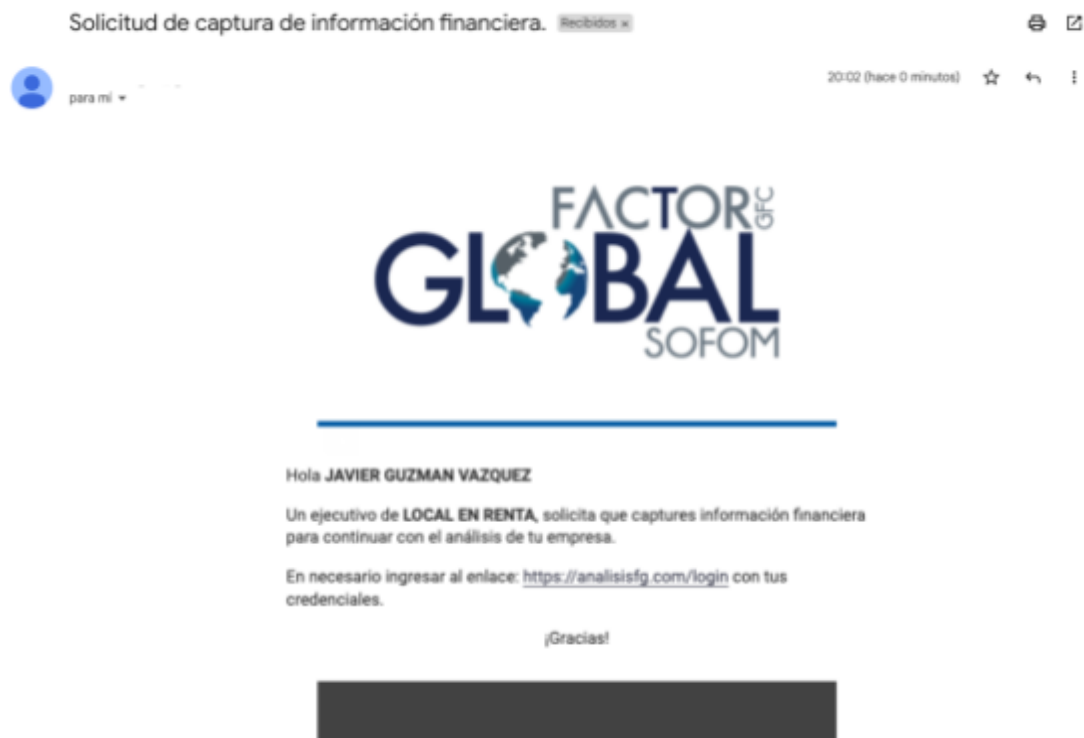 Solicitud de captura de información financiera. Recibidos x
20:02 (hace 0 minutos)
para mí
FACTOR GFC
GLOBAL
SOFOM
Hola JAVIER GUZMAN VAZQUEZ
Un ejecutivo de LOCAL EN RENTA, solicita que captures información financiera
para continuar con el análisis de tu empresa.
En necesario ingresar al enlace: https://analisisfg.com/login con tus
credenciales.
¡Gracias!